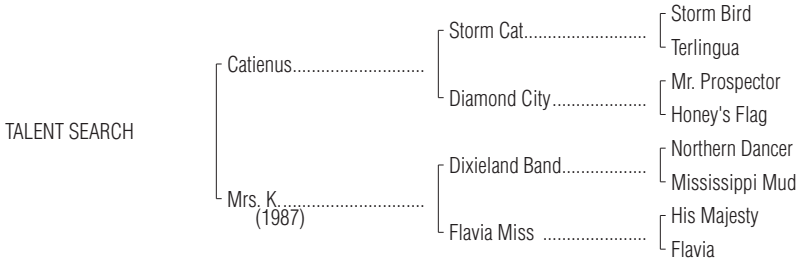 Storm Bird
Storm Cat..........................
Terlingua
Catienus............................
Mr. Prospector
Diamond City....................
Honey's Flag
TALENT SEARCH
Northern Dancer
Dixieland Band..................
Mississippi Mud
Mrs. K...............................
(1987)
His Majesty
Flavia Miss ......................
Flavia